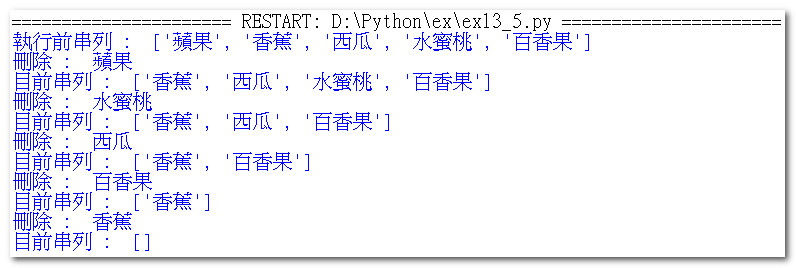 ====================== RESTART: D:\Python\ex\ex13_5.py ======================
執行前串列 :  ['蘋果', '香蕉', '西瓜', '水蜜桃', '百香果']
刪除 :  蘋果
目前串列 :  ['香蕉', '西瓜', '水蜜桃', '百香果']
刪除 :  水蜜桃
目前串列 :  ['香蕉', '西瓜', '百香果']
刪除 :  西瓜
目前串列 :  ['香蕉', '百香果']
刪除 :  百香果
目前串列 :  ['香蕉']
刪除 :  香蕉
目前串列 :  []